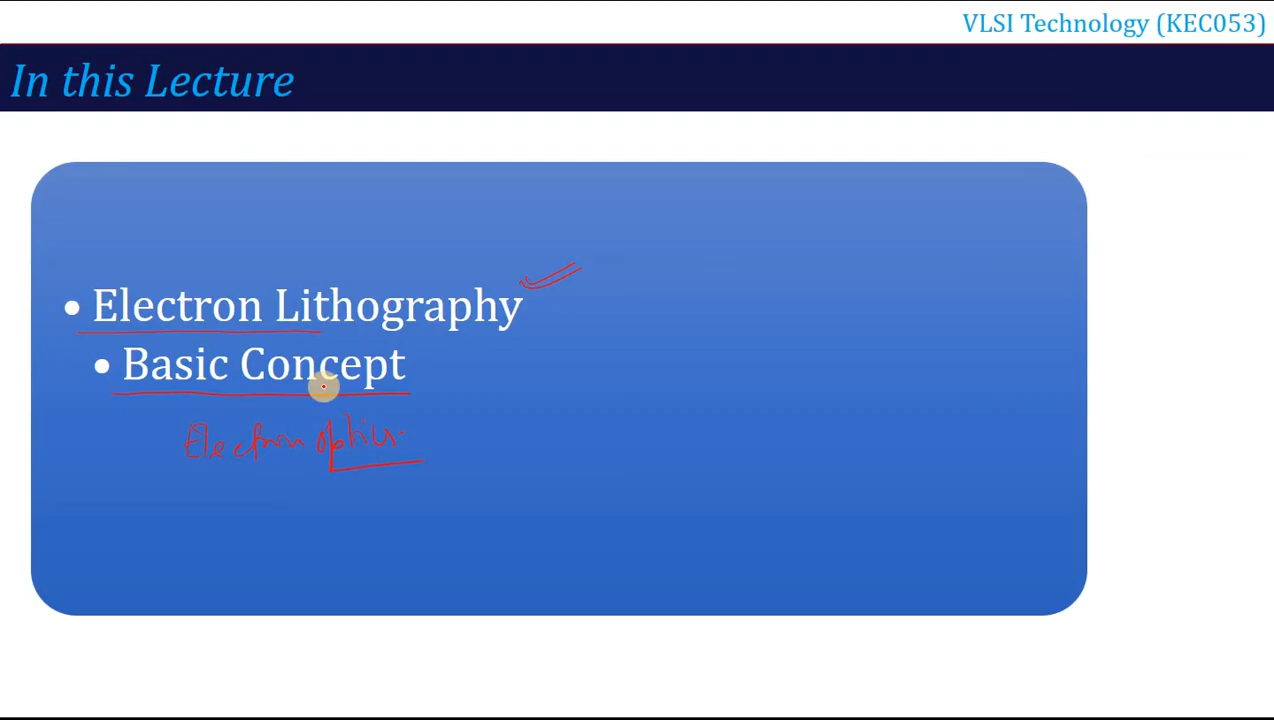 VLSI Technology (KEC053)
In this Lecture
• Electron Lithography
• Basic Concept
Electron optics